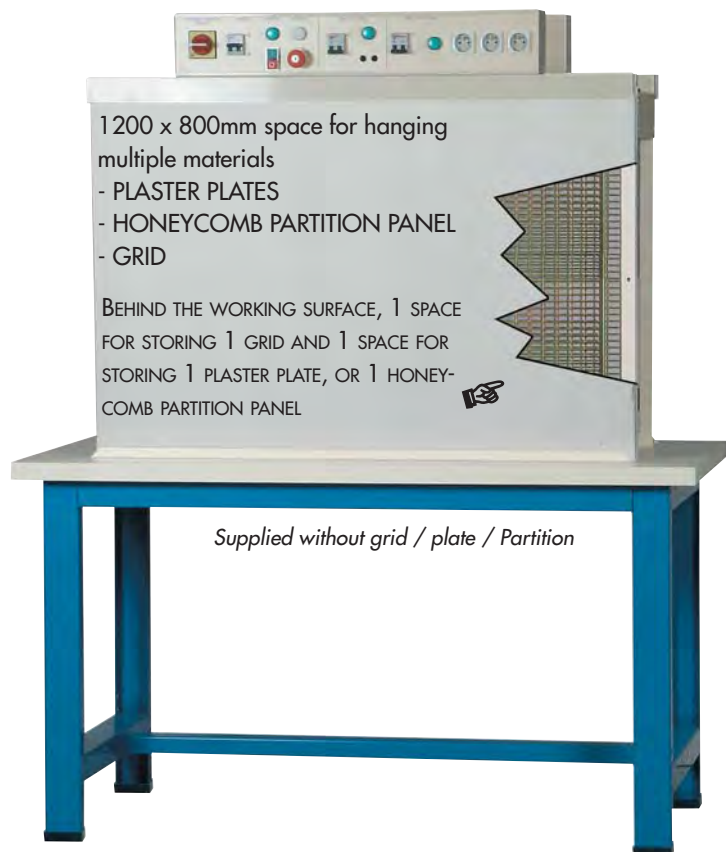 1200 x 800mm space for hanging
multiple materials
- PLASTER PLATES
- HONEYCOMB PARTITION PANEL
- GRID
BEHIND THE WORKING SURFACE, 1 SPACE
FOR STORING 1 GRID AND 1 SPACE FOR
STORING 1 PLASTER PLATE, OR 1 HONEY-
COMB PARTITION PANEL
Supplied without grid / plate / Partition